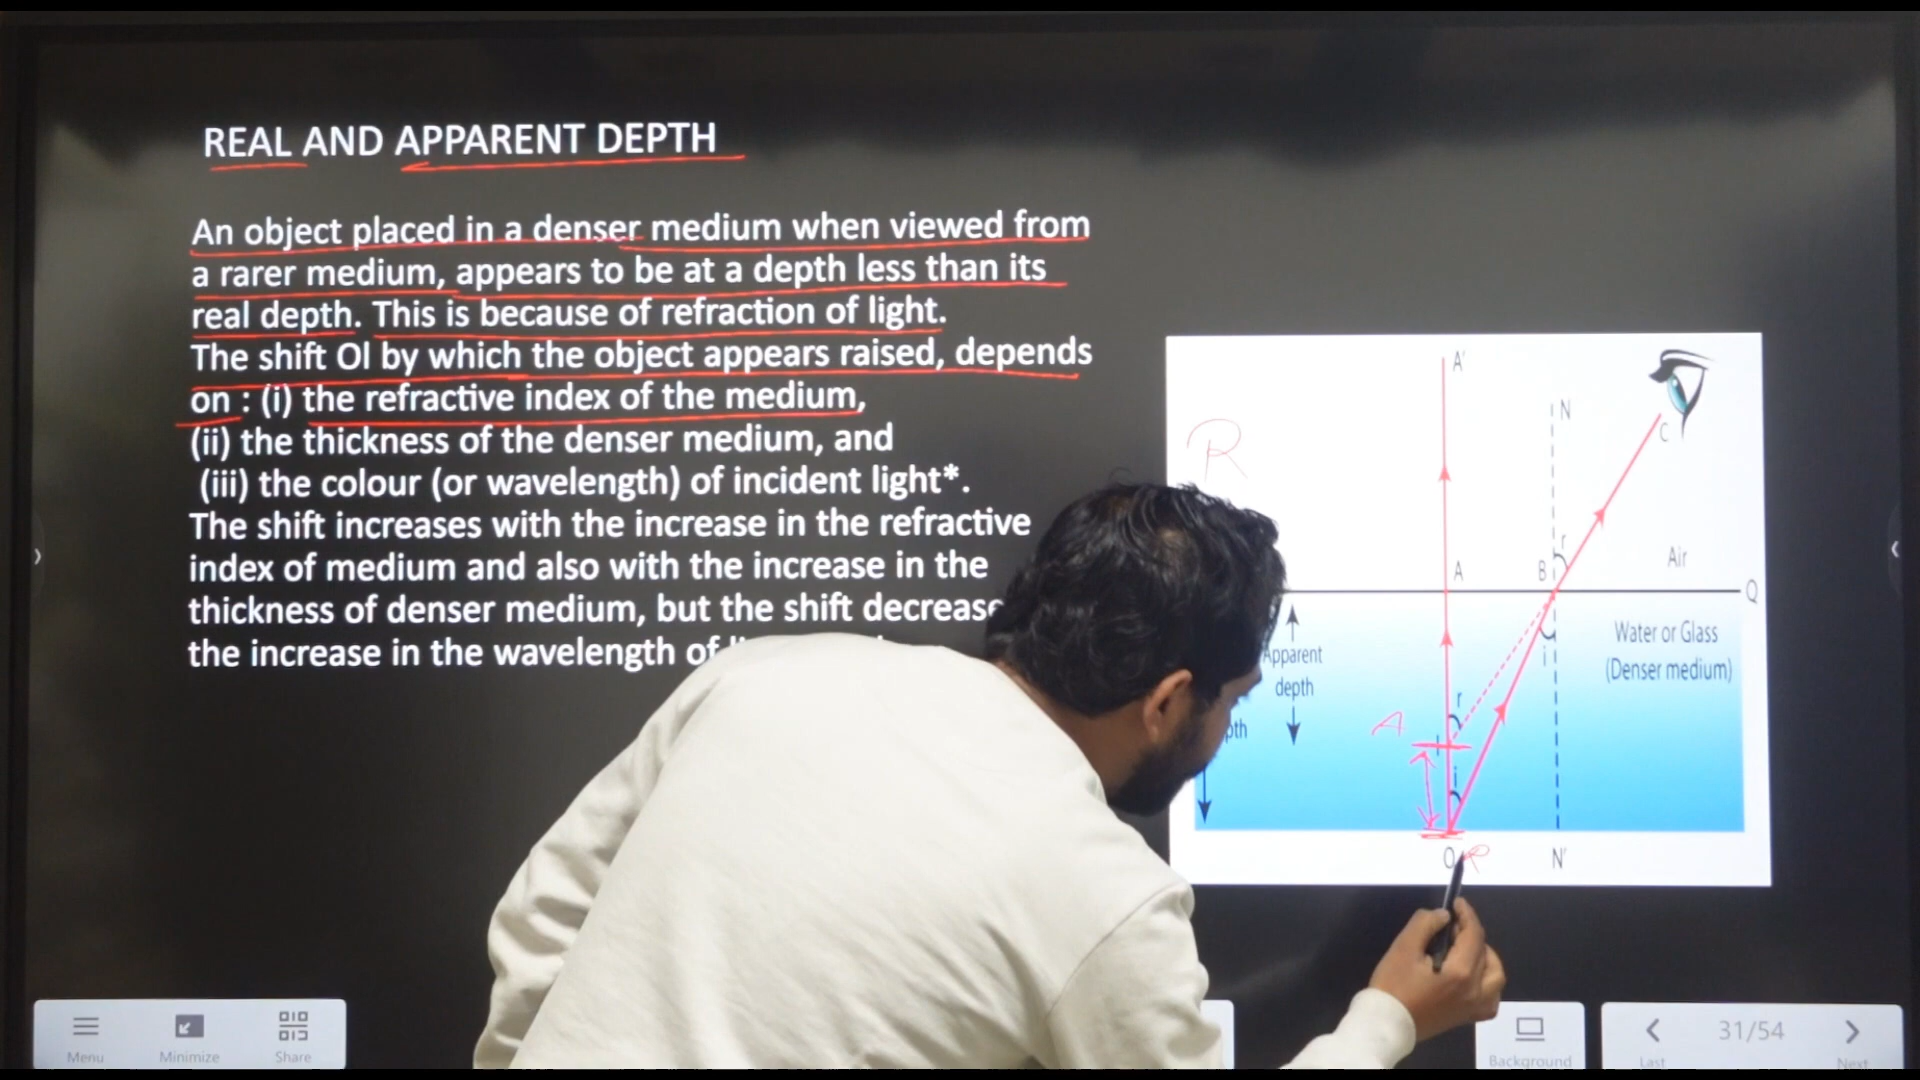 REAL AND APPARENT DEPTH
An object placed in a denser medium when viewed from
a rarer medium, appears to be at a depth less than its
real depth. This is because of refraction of light.
The shift OI by which the object appears raised, depends
on : (i) the refractive index of the medium,
(ii) the thickness of the denser medium, and
(iii) the colour (or wavelength) of incident light*.
The shift increases with the increase in the refractive
index of medium and also with the increase in the
thickness of denser medium, but the shift decreas
the increase in the wavelength of
A'
N
C
R
r
A
B
Air
Q
Water or Glass
(Denser medium)
i
Apparent
depth
r
A
pth
i
O
R
N'
Menu
Minimize
Share
Background
Last
31/54
Next